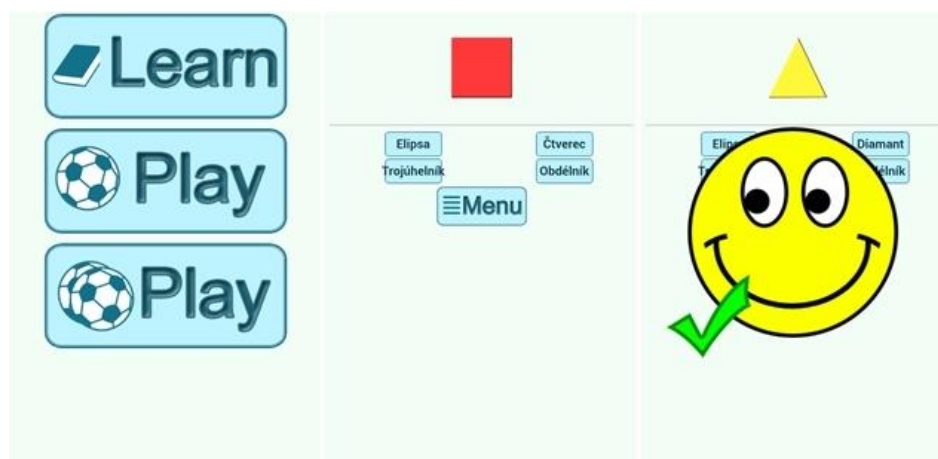 Learn
Play
Play
Elipsa Čtverec
Trojúhelník Obdélník
Menu
Diamant